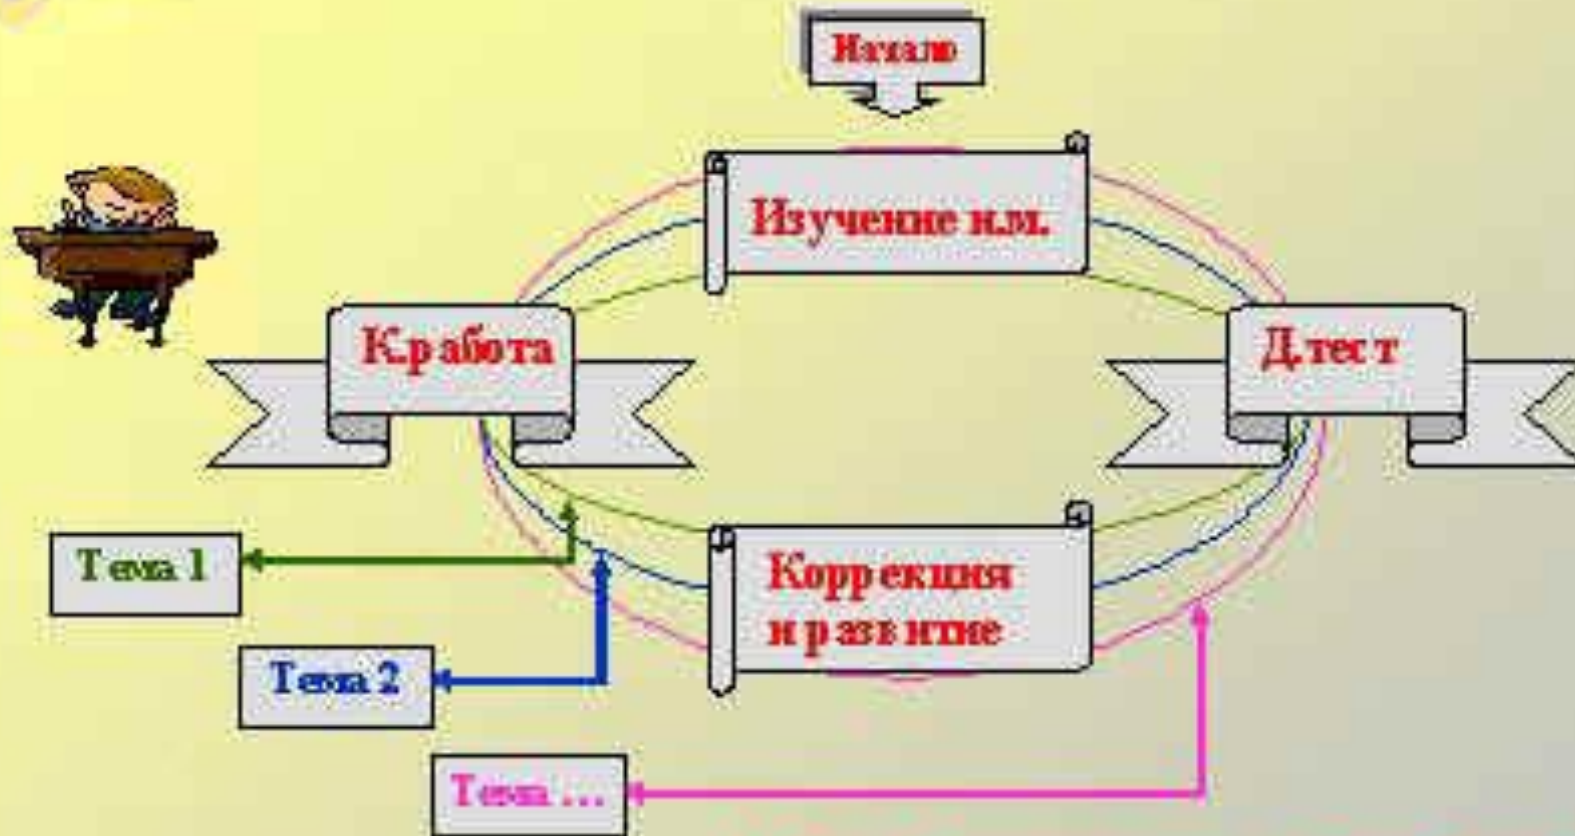 Начало
Изучение н.м.
К.работа
Д.тест
Коррекция
и развитие
Тема 1
Тема 2
Тема ...